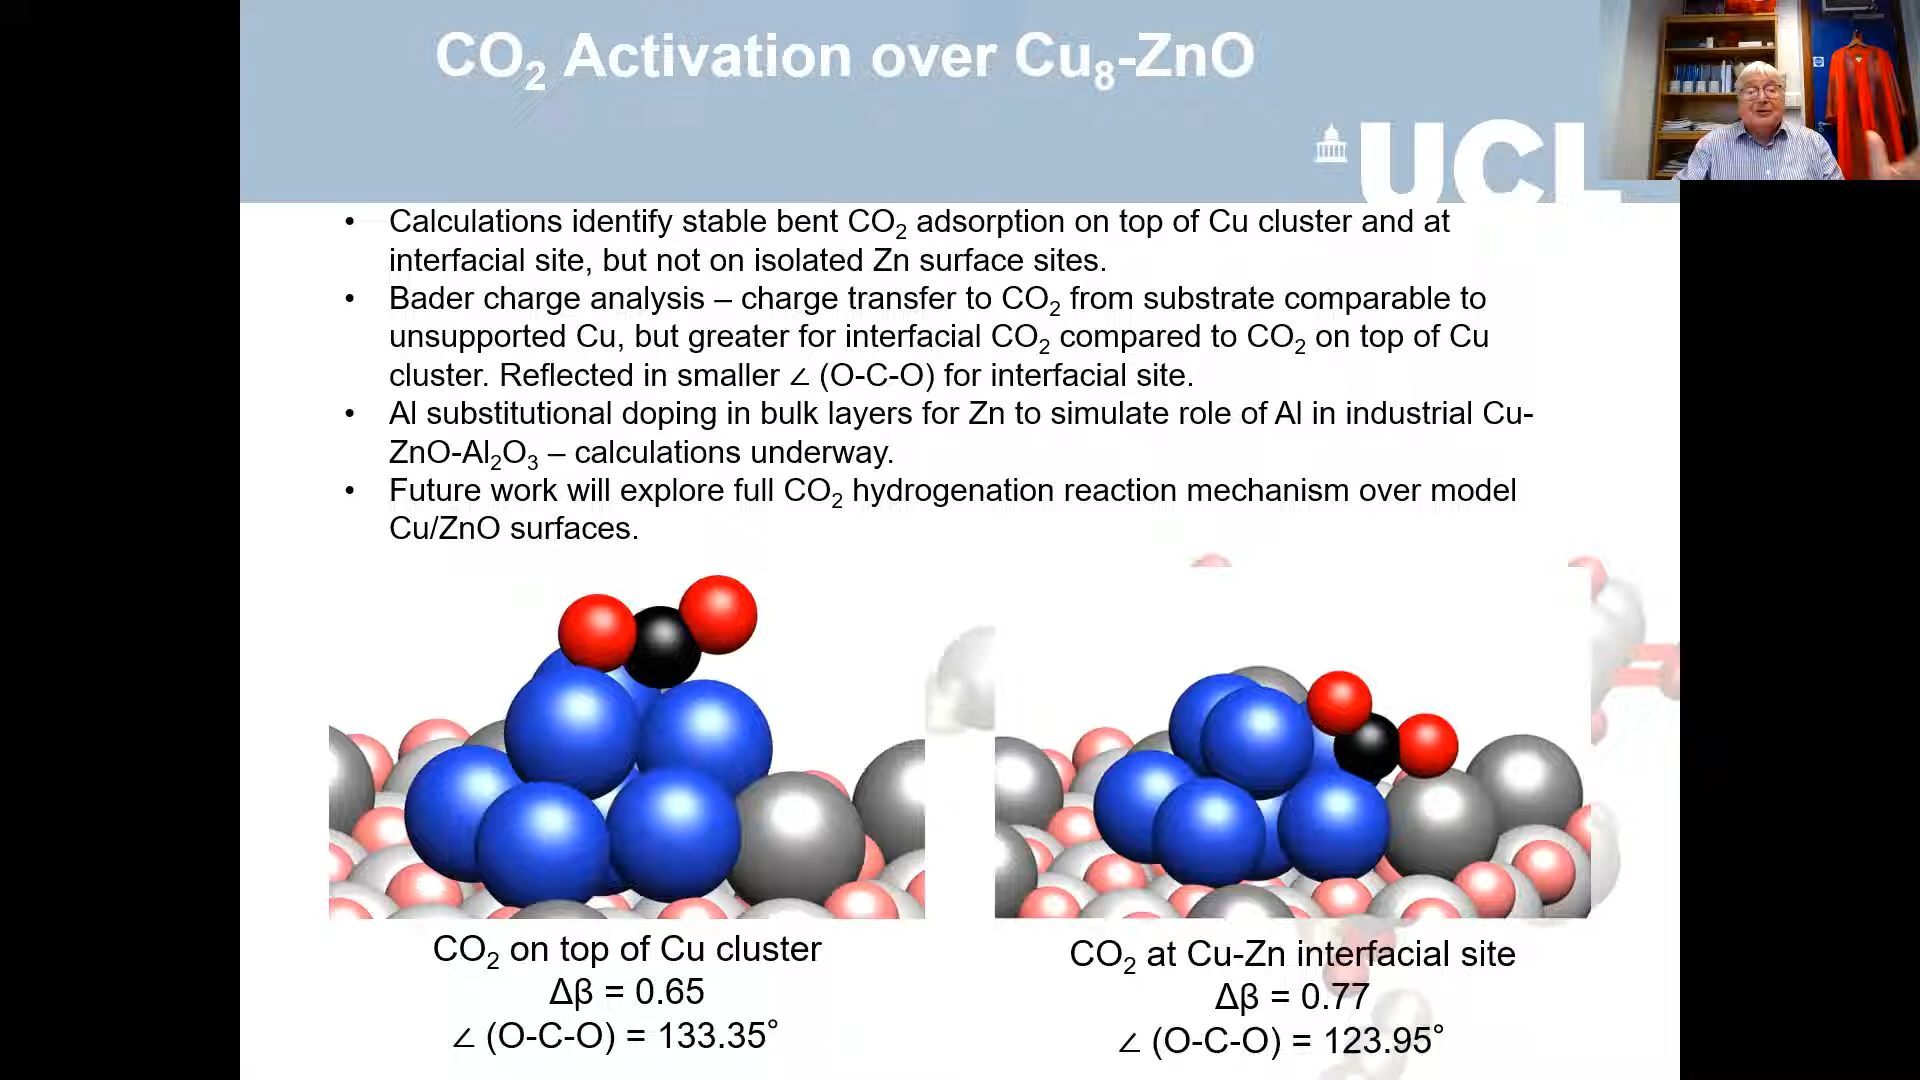 CO₂ Activation over Cu₈-ZnO
UCL
• Calculations identify stable bent CO₂ adsorption on top of Cu cluster and at
interfacial site, but not on isolated Zn surface sites.
• Bader charge analysis – charge transfer to CO₂ from substrate comparable to
unsupported Cu, but greater for interfacial CO₂ compared to CO₂ on top of Cu
cluster. Reflected in smaller ∠ (O-C-O) for interfacial site.
• Al substitutional doping in bulk layers for Zn to simulate role of Al in industrial Cu-
ZnO-Al₂O₃ – calculations underway.
• Future work will explore full CO₂ hydrogenation reaction mechanism over model
Cu/ZnO surfaces.
CO₂ on top of Cu cluster
Δβ = 0.65
∠ (O-C-O) = 133.35°
CO₂ at Cu-Zn interfacial site
Δβ = 0.77
∠ (O-C-O) = 123.95°